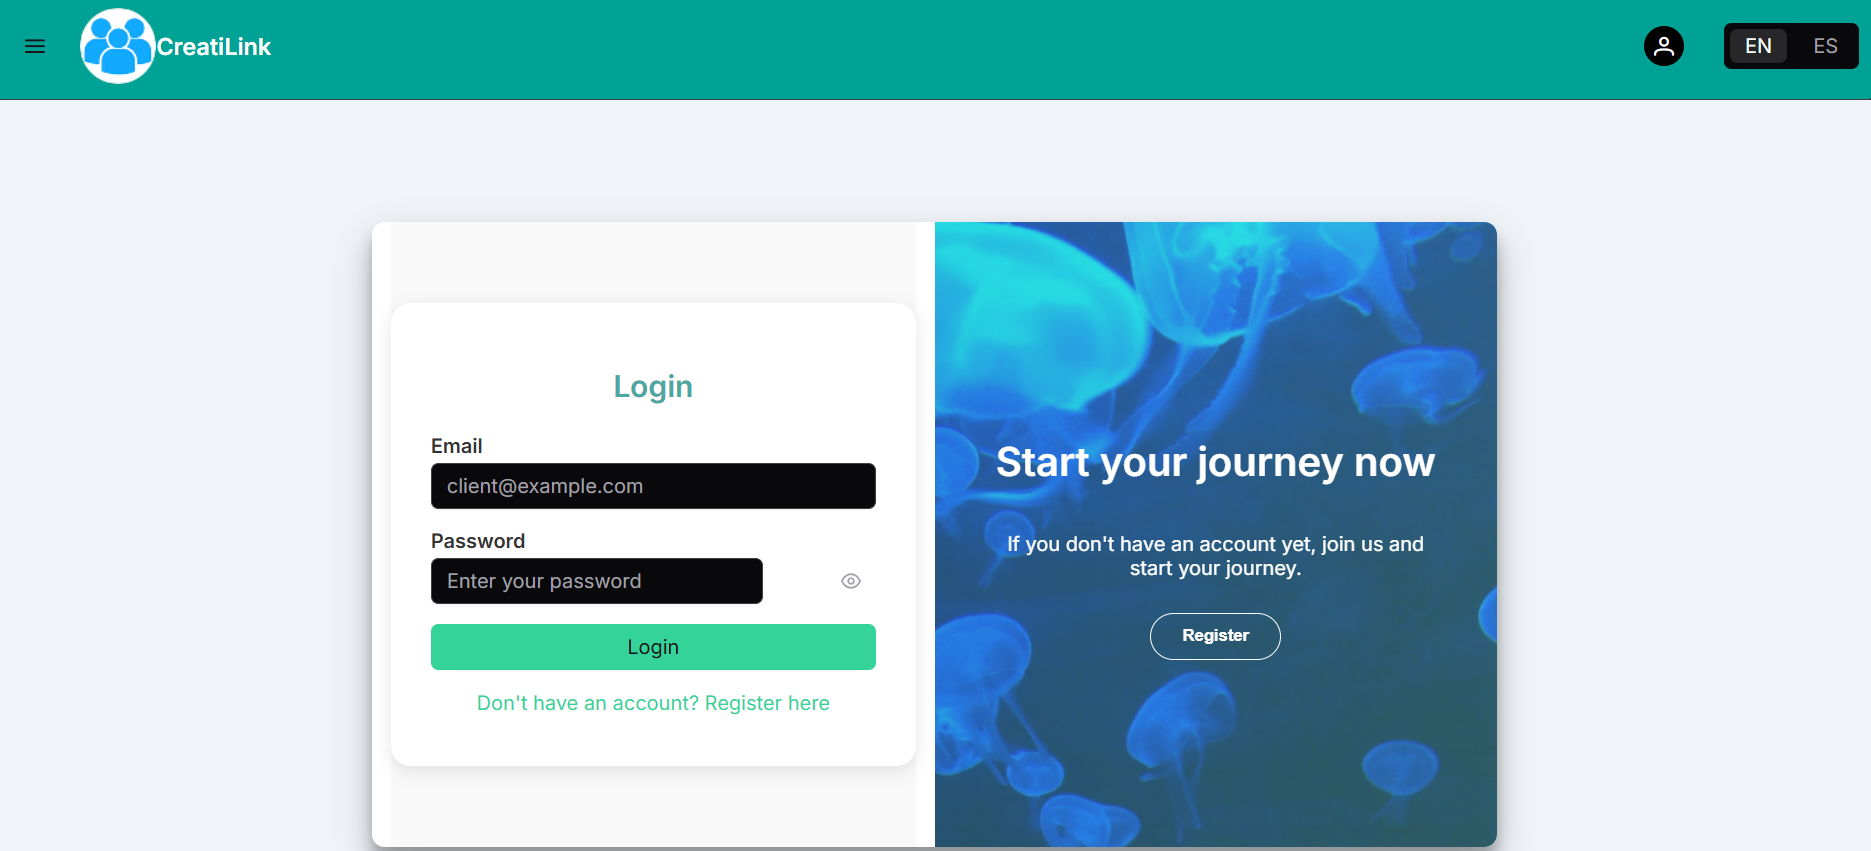 CreatiLink
EN
ES
Login
Email
client@example.com
Password
Enter your password
Login
Don't have an account? Register here
Start your journey now
If you don't have an account yet, join us and
start your journey.
Register